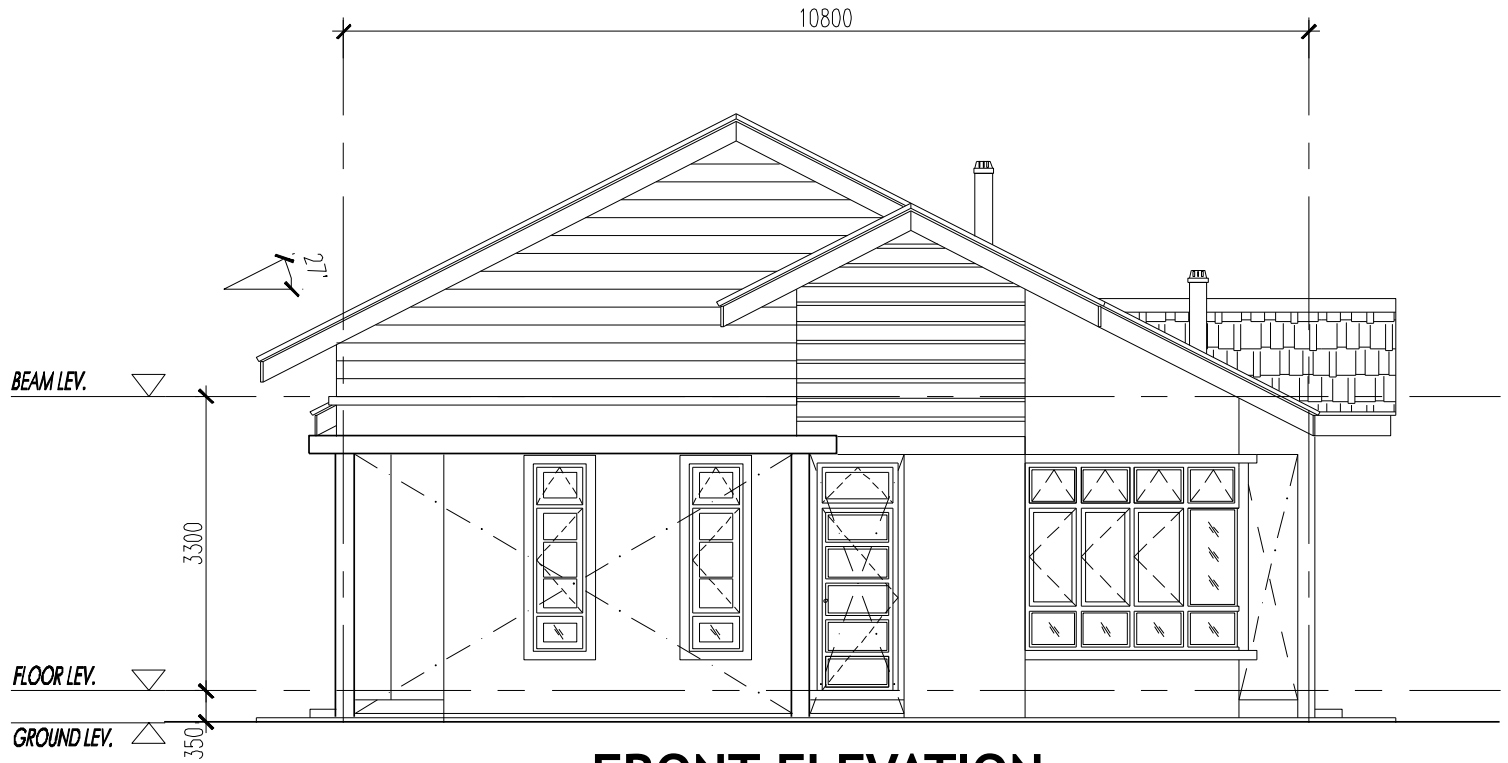 10800
27'
BEAM LEV.
3300
FLOOR LEV.
GROUND LEV.
350
FRONT ELEVATION